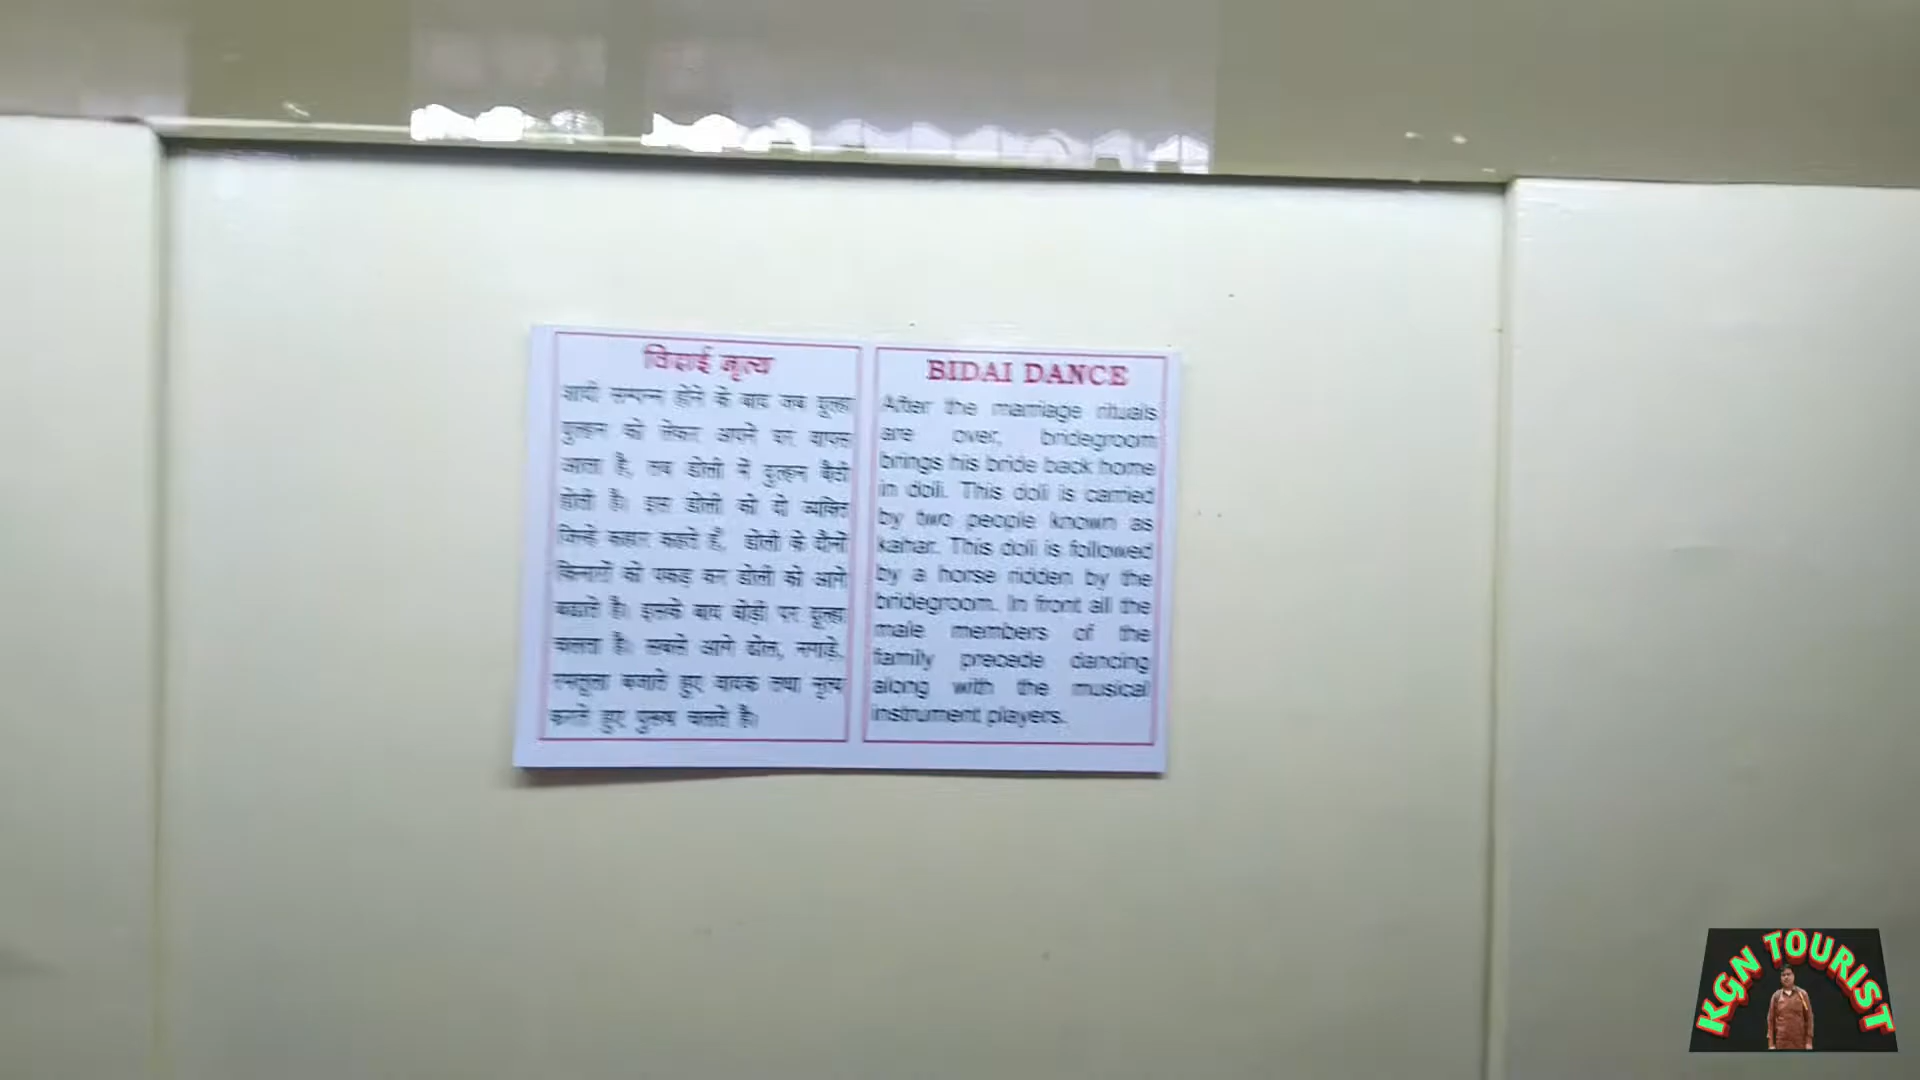 विदाई नृत्य
शादी सम्पन्न होने के बाद जब दूल्हा
दुल्हन को लेकर अपने घर वापस
आता है, तब डोली में दुल्हन बैठी
होती है। इस डोली को दो व्यक्ति
जिन्हे कहार कहते हैं, डोली के दौनों
किनारों को पकड़ कर डोली को आगे
बढाते है। इसके बाद घोड़ी पर दूल्हा
चलता है। सबसे आगे ढोल, नगाड़े,
रमतूला बजाते हुए वादक तथा नृत्य
करते हुए पुरूष चलते है।
BIDAI DANCE
After the marriage rituals
are over, bridegroom
brings his bride back home
in doli. This doli is carried
by two people known as
kahar. This doli is followed
by a horse ridden by the
bridegroom. In front all the
male members of the
family precede dancing
along with the musical
instrument players.
KGN TOURIST